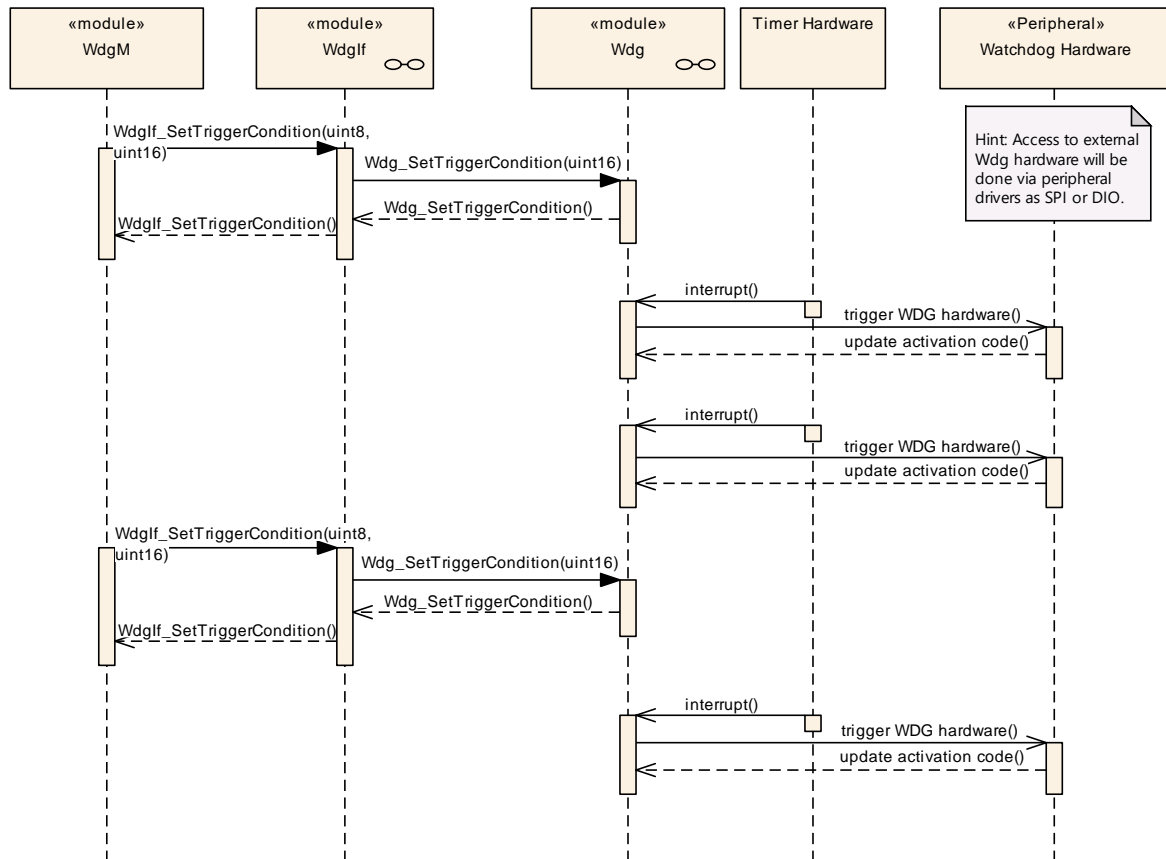 «module»
WdgM
«module»
WdgIf
«module»
Wdg
Timer Hardware
«Peripheral»
Watchdog Hardware
Hint: Access to external
Wdg hardware will be
done via peripheral
drivers as SPI or DIO.
WdgIf_SetTriggerCondition(uint8,
uint16)
Wdg_SetTriggerCondition(uint16)
Wdg_SetTriggerCondition()
WdgIf_SetTriggerCondition()
interrupt()
trigger WDG hardware()
update activation code()
interrupt()
trigger WDG hardware()
update activation code()
WdgIf_SetTriggerCondition(uint8,
uint16)
Wdg_SetTriggerCondition(uint16)
Wdg_SetTriggerCondition()
WdgIf_SetTriggerCondition()
interrupt()
trigger WDG hardware()
update activation code()